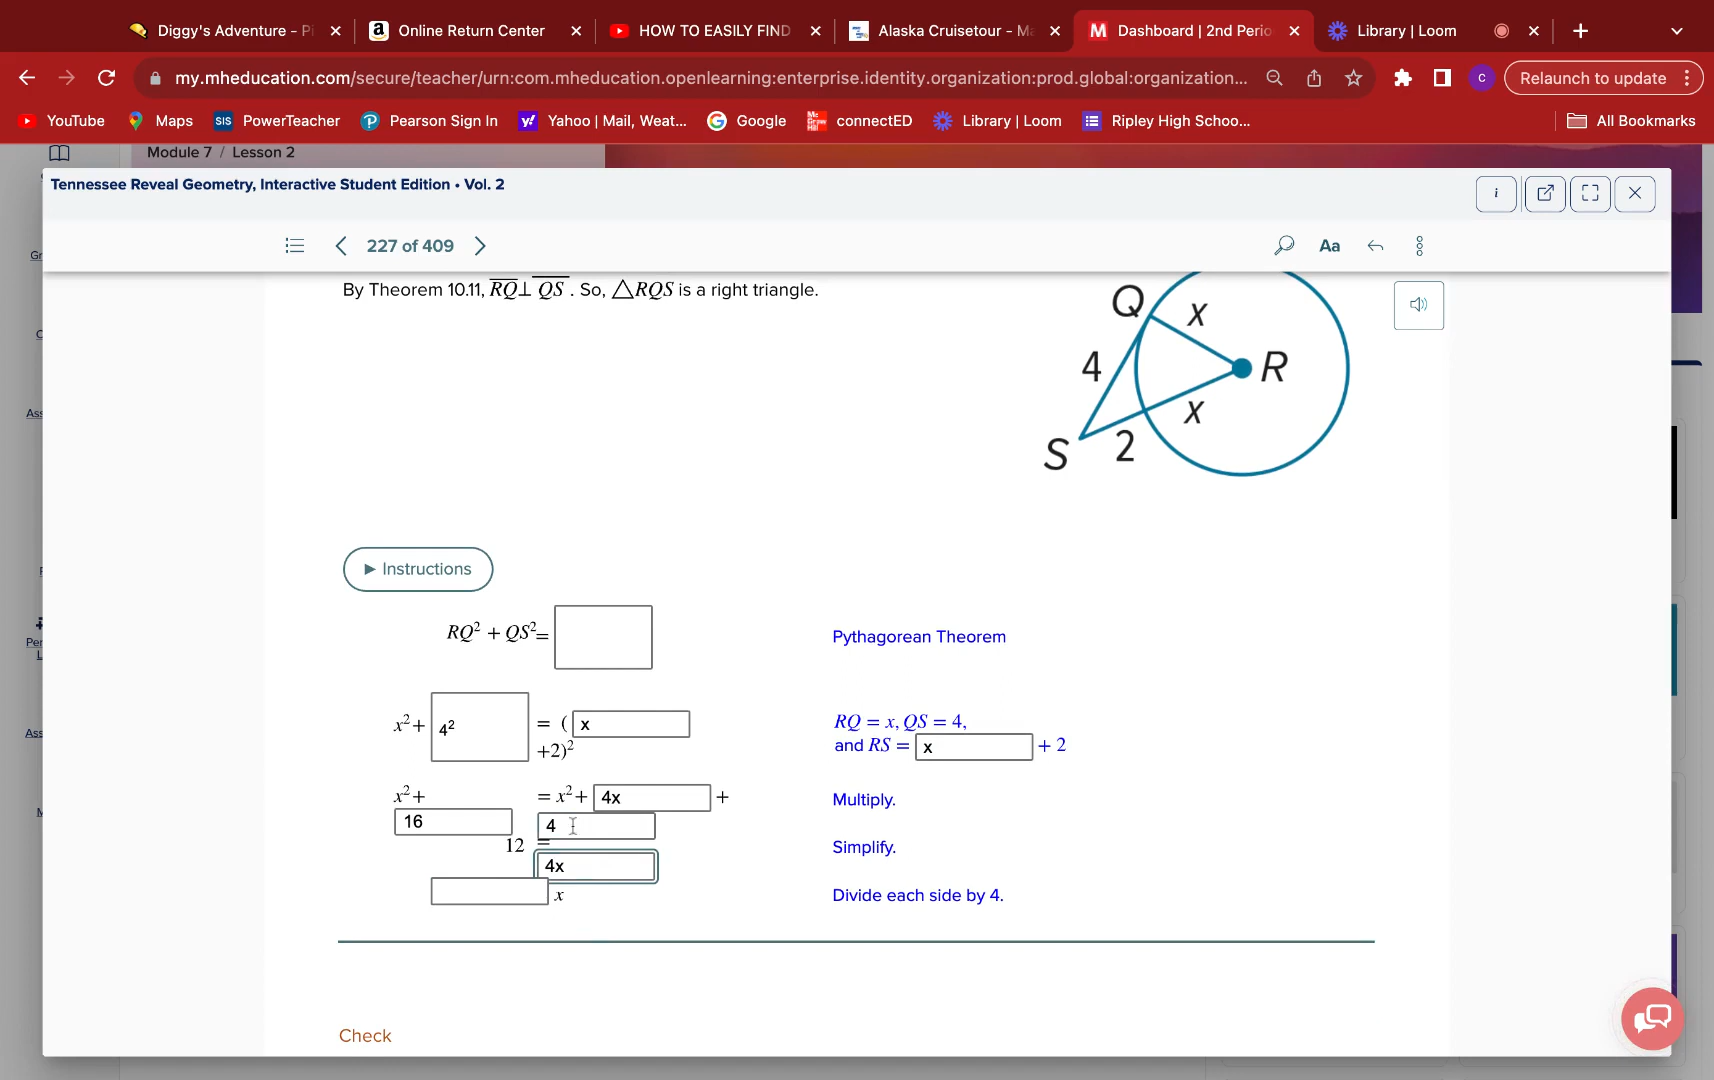 Diggy's Adventure - Pi
Online Return Center
HOW TO EASILY FIND
Alaska Cruisetour - Ma
Dashboard | 2nd Perio
Library | Loom
my.mheducation.com/secure/teacher/urn:com.mheducation.openlearning:enterprise.identity.organization:prod.global:organization...
C
Relaunch to update
YouTube
Maps
SIS PowerTeacher
Pearson Sign In
Yahoo | Mail, Weat...
Google
connectED
Library | Loom
Ripley High Schoo...
All Bookmarks
Module 7 / Lesson 2
Tennessee Reveal Geometry, Interactive Student Edition • Vol. 2
i
227 of 409
Aa
By Theorem 10.11, RQ⊥ QS . So, △RQS is a right triangle.
Q
x
4
R
x
S
2
▶ Instructions
RQ² + QS²=
Pythagorean Theorem
x²+ 4² = ( x
+2)²
RQ = x, QS = 4,
and RS = x + 2
x²+ = x²+ 4x +
16
4
Multiply.
12 =
4x
Simplify.
x
Divide each side by 4.
Check